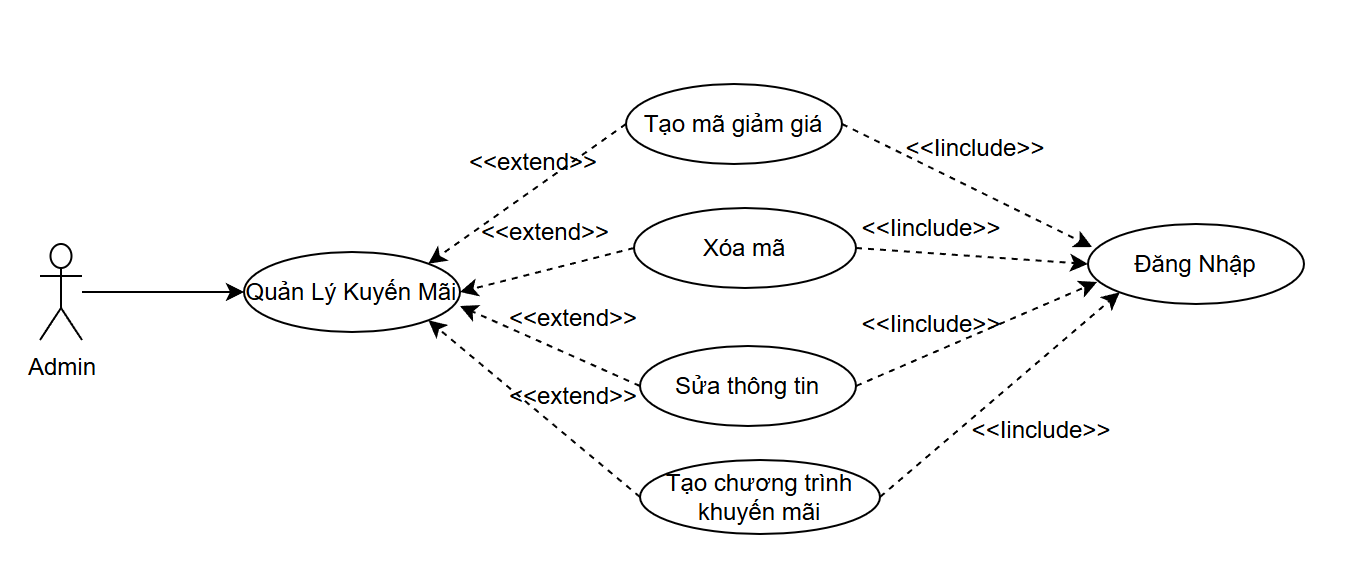 Tạo mã giảm giá
<<Iinclude>>
<<extend>>
<<Iinclude>>
<<extend>>
Xóa mã
Đăng Nhập
Quản Lý Kuyến Mãi
<<extend>>
<<Iinclude>>
Admin
Sửa thông tin
<<extend>>
<<Iinclude>>
Tạo chương trình
khuyến mãi